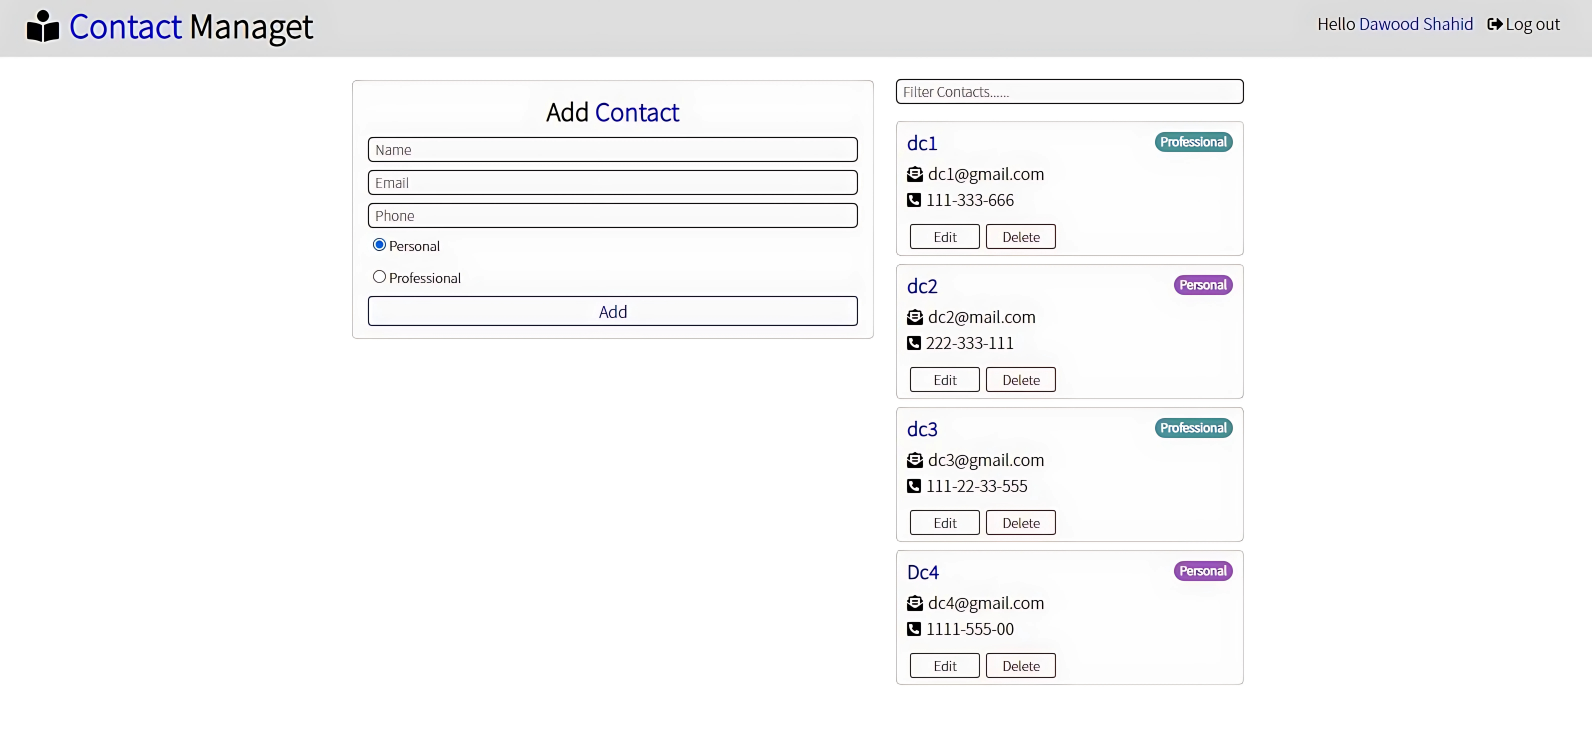 Contact Managet
Hello Dawood Shahid Log out
Add Contact
Name
Email
Phone
Personal
Professional
Add
Filter Contacts......
dc1 Professional
dc1@gmail.com
111-333-666
Edit Delete
dc2 Personal
dc2@mail.com
222-333-111
Edit Delete
dc3 Professional
dc3@gmail.com
111-22-33-555
Edit Delete
Dc4 Personal
dc4@gmail.com
1111-555-00
Edit Delete